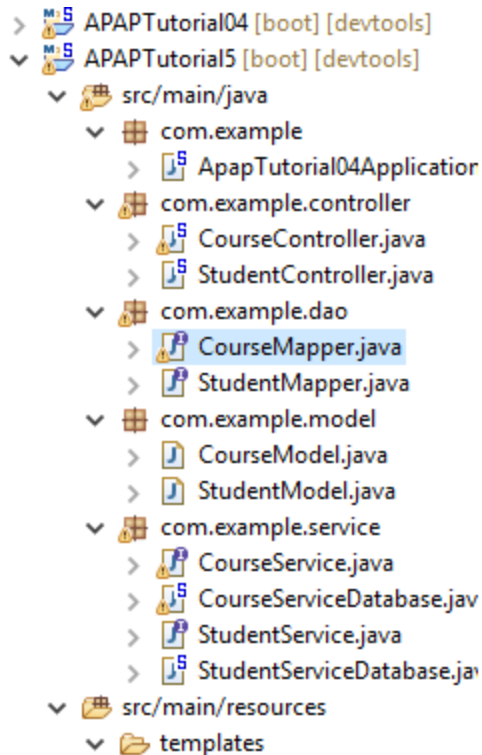 APAPTutorial04 [boot] [devtools]
APAPTutorial5 [boot] [devtools]
src/main/java
com.example
ApapTutorial04Application
com.example.controller
CourseController.java
StudentController.java
com.example.dao
CourseMapper.java
StudentMapper.java
com.example.model
CourseModel.java
StudentModel.java
com.example.service
CourseService.java
CourseServiceDatabase.jav
StudentService.java
StudentServiceDatabase.jav
src/main/resources
templates